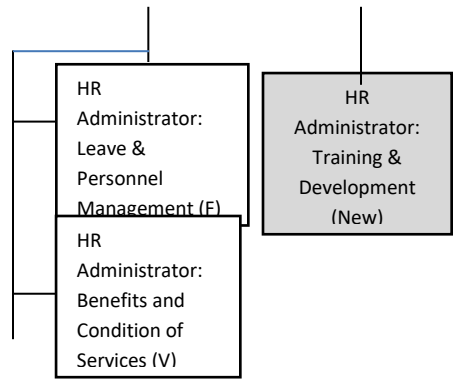 HR
Administrator:
Leave &
Personnel
Management (F)
HR
Administrator:
Benefits and
Condition of
Services (V)
HR
Administrator:
Training &
Development
(New)